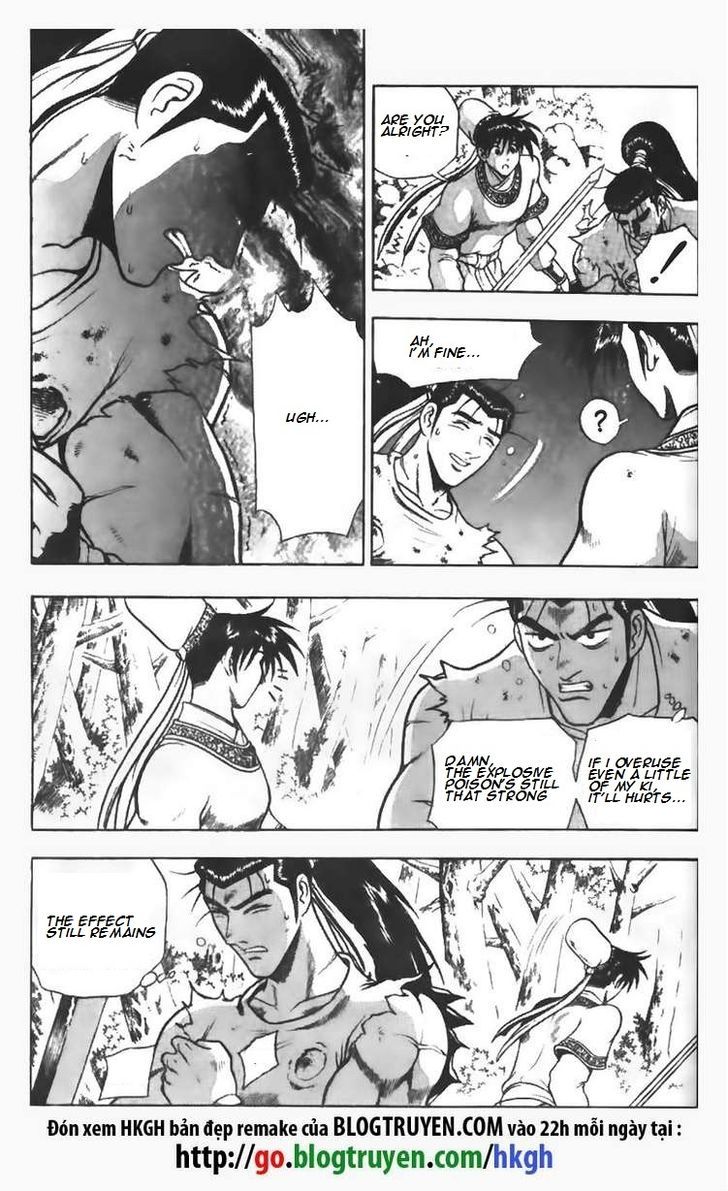 UGH...
ARE YOU
ALRIGHT?
!
AH,
I'M FINE...
?
IF I OVERUSE
EVEN A LITTLE
OF MY KI,
IT'LL HURTS...
DAMN,
THE EXPLOSIVE
POISON'S STILL
THAT STRONG
THE EFFECT
STILL REMAINS
Đón xem HKGH bản đẹp remake của BLOGTRUYEN.COM vào 22h mỗi ngày tại :
http://go.blogtruyen.com/hkgh